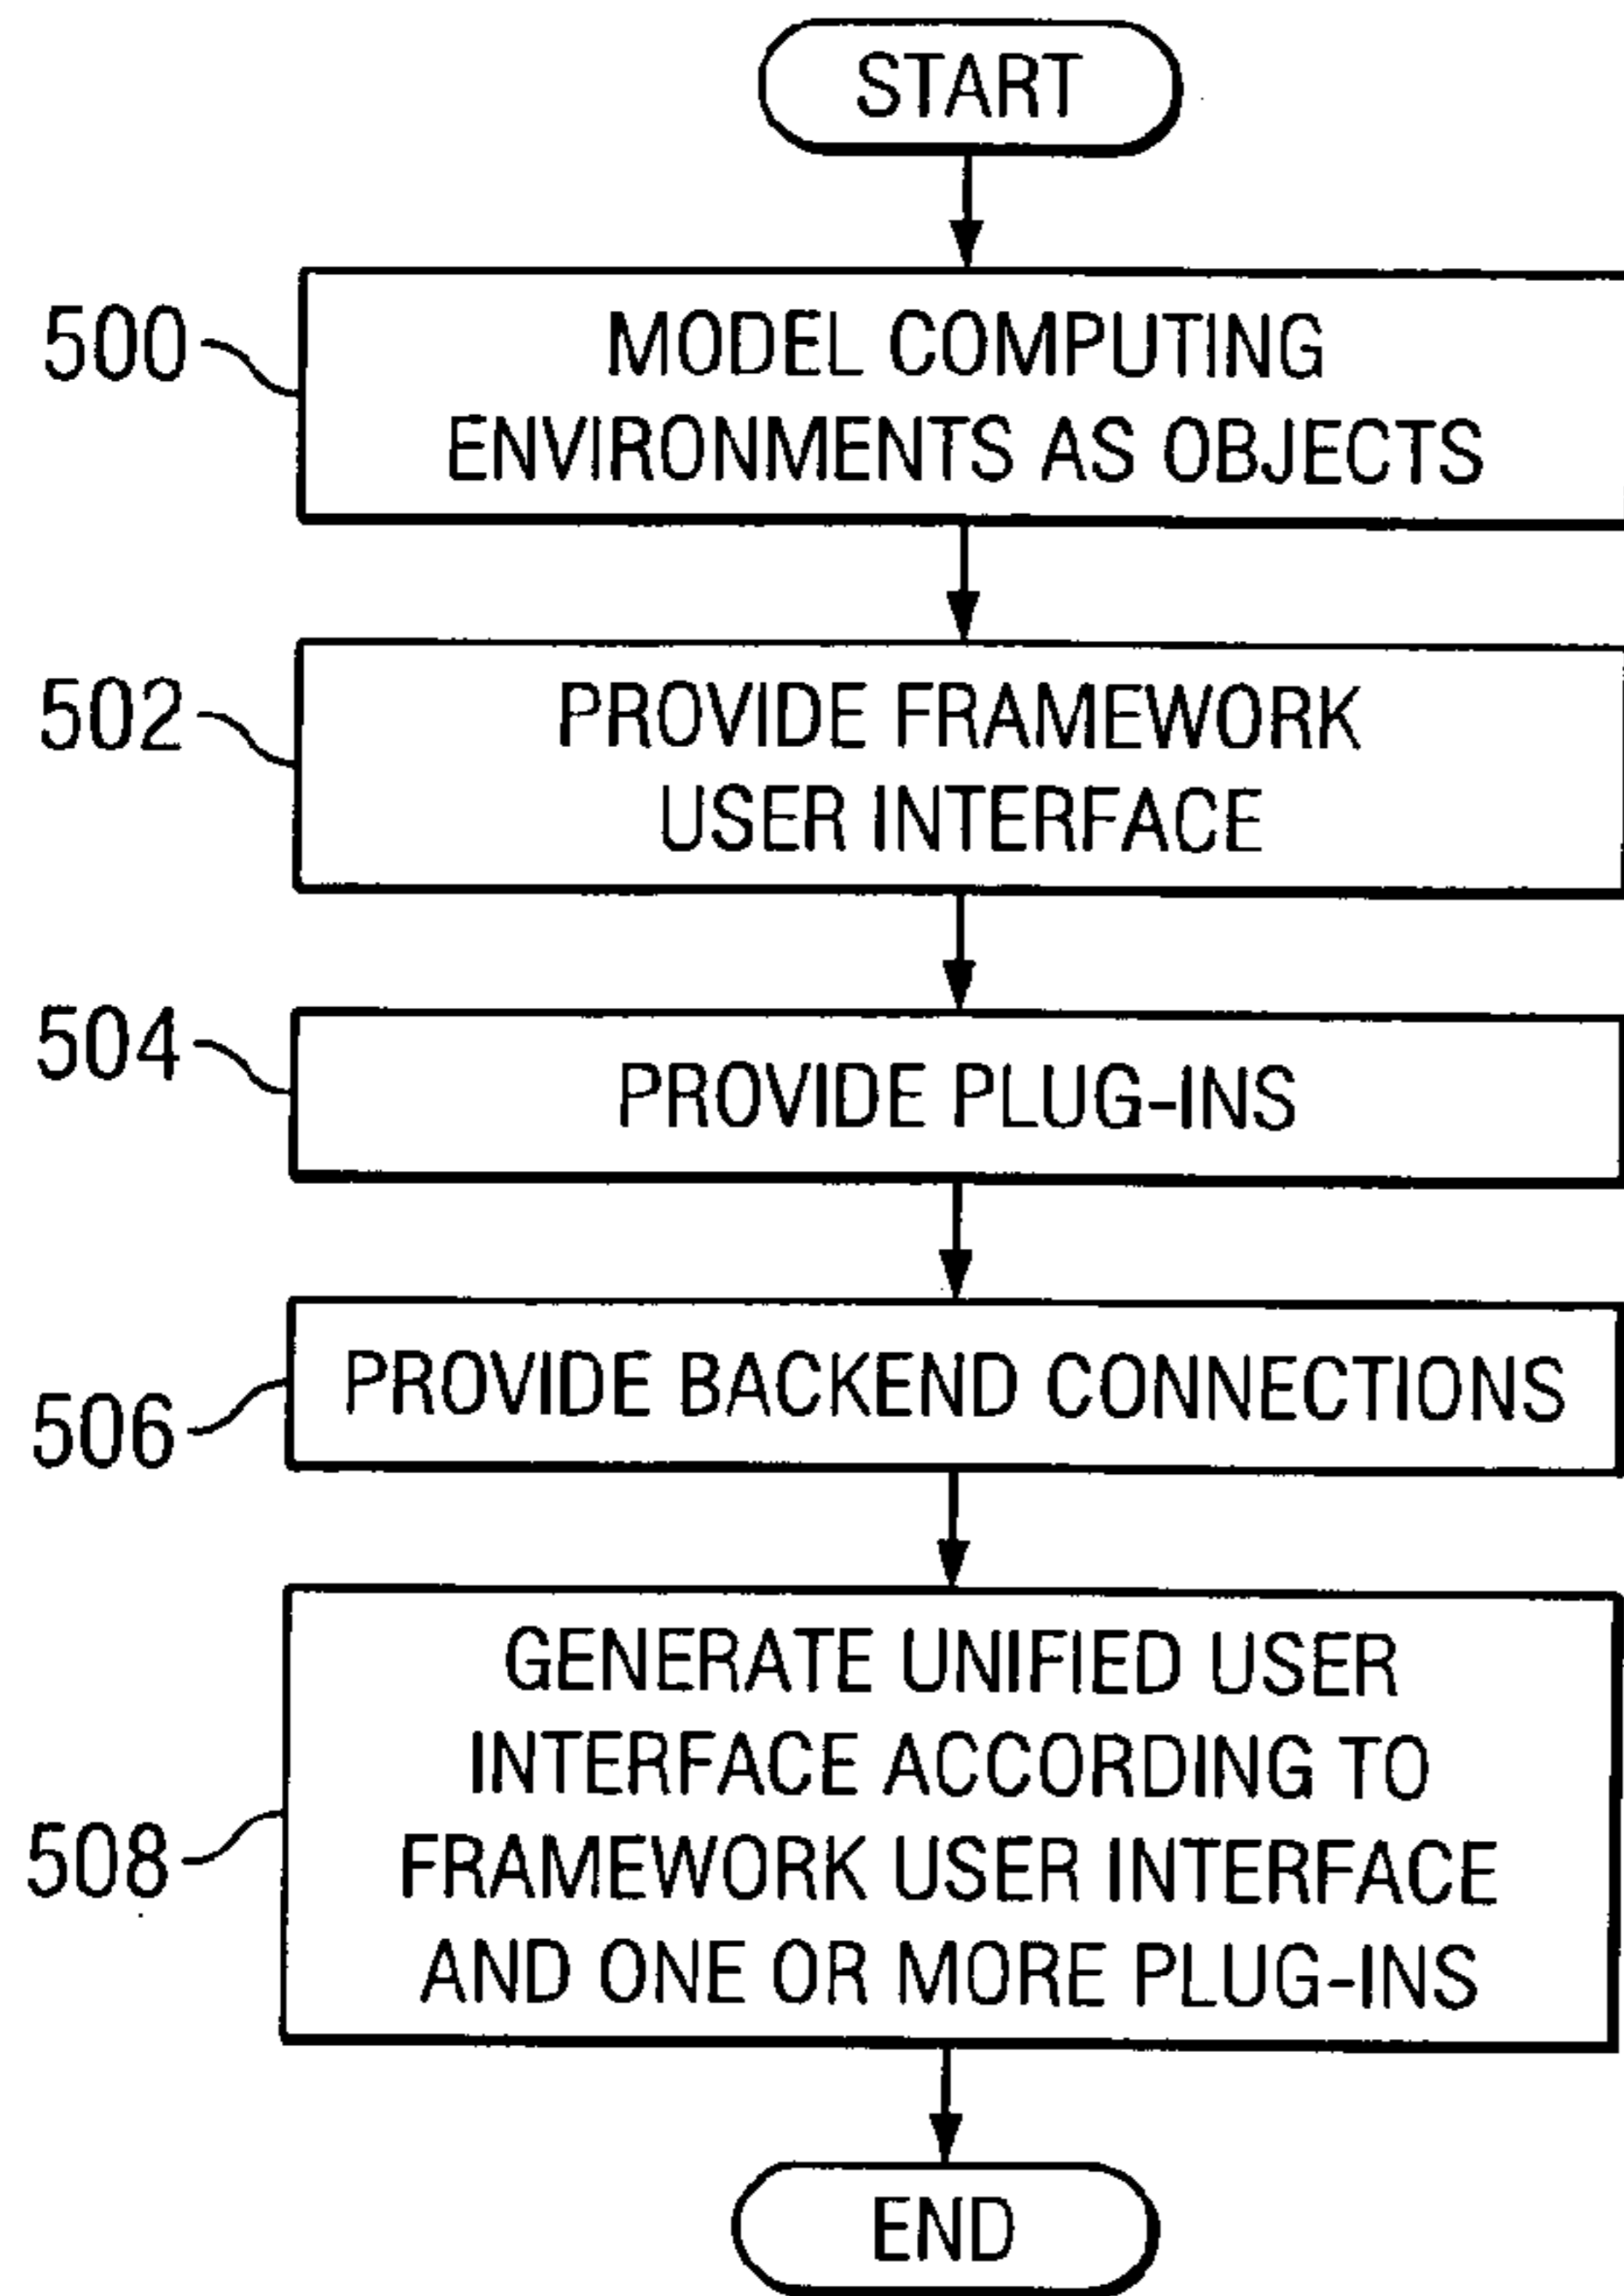 START
500
MODEL COMPUTING
ENVIRONMENTS AS OBJECTS
502
PROVIDE FRAMEWORK
USER INTERFACE
504
PROVIDE PLUG-INS
506
PROVIDE BACKEND CONNECTIONS
508
GENERATE UNIFIED USER
INTERFACE ACCORDING TO
FRAMEWORK USER INTERFACE
AND ONE OR MORE PLUG-INS
END